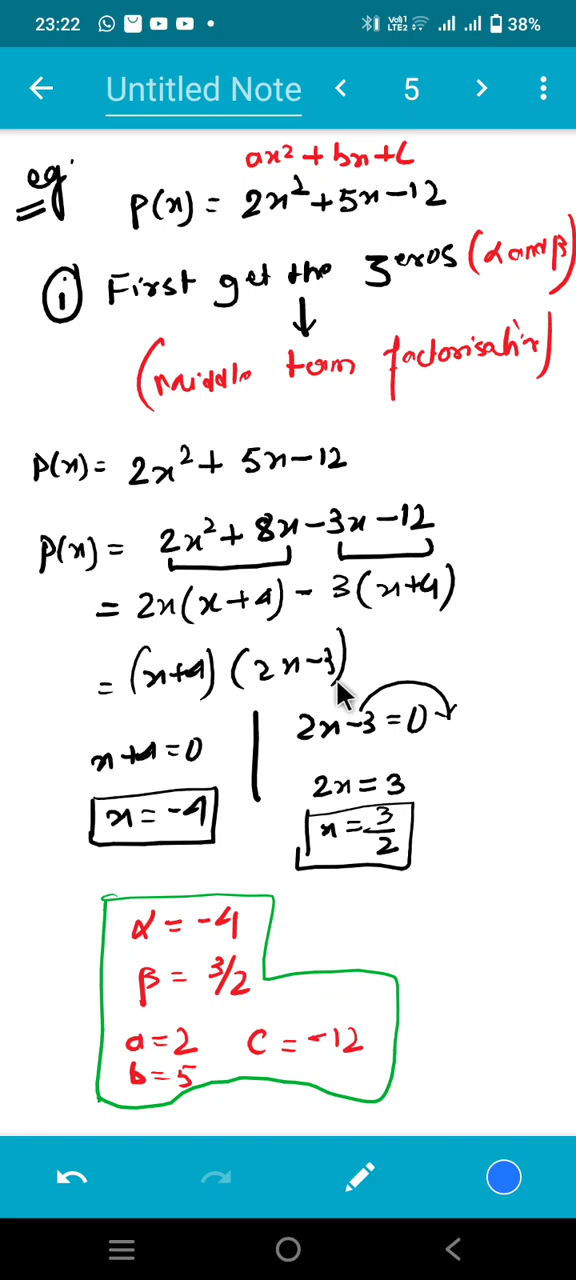 23:22 38%
Untitled Note 5
ax² + bx + c
eg:
P(x) = 2x² + 5x - 12
(i) First get the zeros (α and β)
↓
(middle term factorisation)
P(x) = 2x² + 5x - 12
P(x) = 2x² + 8x - 3x - 12
= 2x(x+4) - 3(x+4)
= (x+4) (2x-3)
x+4 = 0
x = -4
2x-3 = 0
2x = 3
x = 3/2
α = -4
β = 3/2
a = 2 c = -12
b = 5